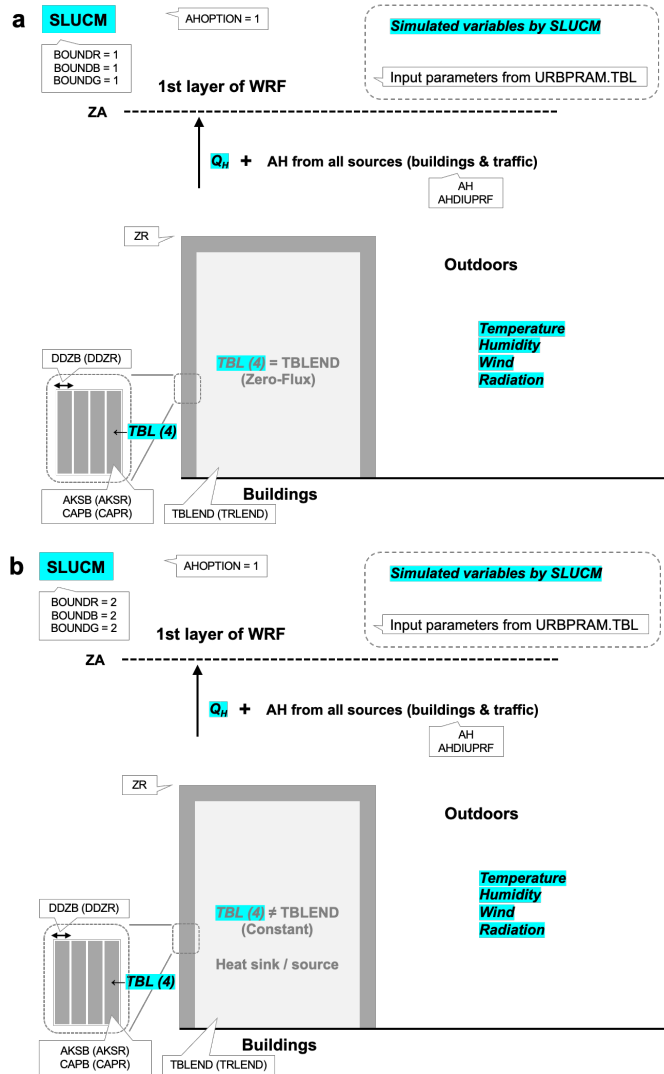 a
SLUCM
AHOPTION = 1
Simulated variables by SLUCM
BOUNDR = 1
BOUNDB = 1
BOUNDG = 1
Input parameters from URBPRAM.TBL
1st layer of WRF
ZA
QH + AH from all sources (buildings & traffic)
AH
AHDIUPRF
ZR
Outdoors
Temperature
Humidity
Wind
Radiation
DDZB (DDZR)
TBL (4) = TBLEND
(Zero-Flux)
←TBL (4)
AKSB (AKSR)
CAPB (CAPR)
Buildings
TBLEND (TRLEND)
b
SLUCM
AHOPTION = 1
Simulated variables by SLUCM
BOUNDR = 2
BOUNDB = 2
BOUNDG = 2
Input parameters from URBPRAM.TBL
1st layer of WRF
ZA
QH + AH from all sources (buildings & traffic)
AH
AHDIUPRF
ZR
Outdoors
Temperature
Humidity
Wind
Radiation
DDZB (DDZR)
TBL (4) ≠ TBLEND
(Constant)
Heat sink / source
←TBL (4)
AKSB (AKSR)
CAPB (CAPR)
Buildings
TBLEND (TRLEND)